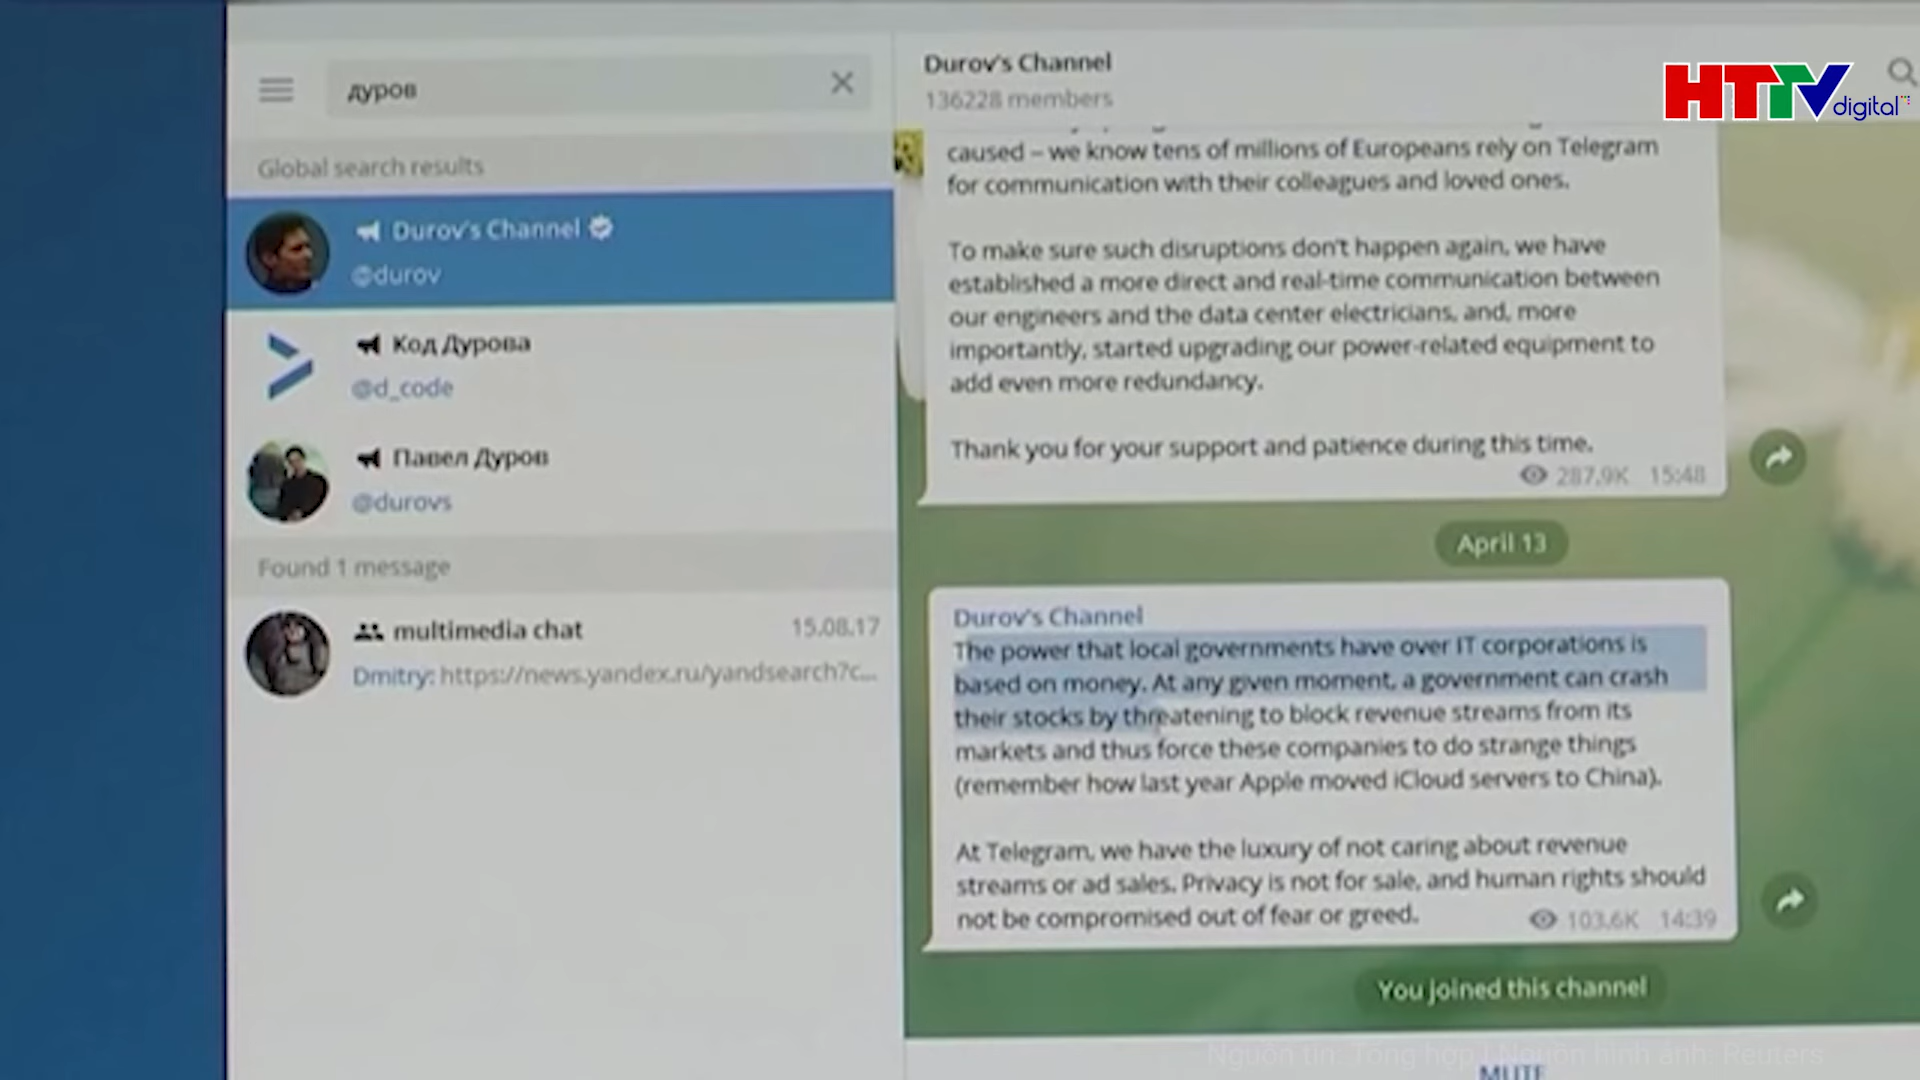 дуров
Global search results
Durov's Channel
@durov
Код Дурова
@d_code
Павел Дуров
@durovs
Found 1 message
multimedia chat
15.08.17
Dmitry: https://news.yandex.ru/yandsearch?c...
Durov's Channel
136228 members
HTTV digital
caused – we know tens of millions of Europeans rely on Telegram
for communication with their colleagues and loved ones.
To make sure such disruptions don't happen again, we have
established a more direct and real-time communication between
our engineers and the data center electricians, and, more
importantly, started upgrading our power-related equipment to
add even more redundancy.
Thank you for your support and patience during this time.
287.9K 15:48
April 13
Durov's Channel
The power that local governments have over IT corporations is
based on money. At any given moment, a government can crash
their stocks by threatening to block revenue streams from its
markets and thus force these companies to do strange things
(remember how last year Apple moved iCloud servers to China).
At Telegram, we have the luxury of not caring about revenue
streams or ad sales. Privacy is not for sale, and human rights should
not be compromised out of fear or greed.
103.6K 14:39
You joined this channel
Nguồn tin: Tổng hợp | Nguồn hình ảnh: Reuters
MUTE